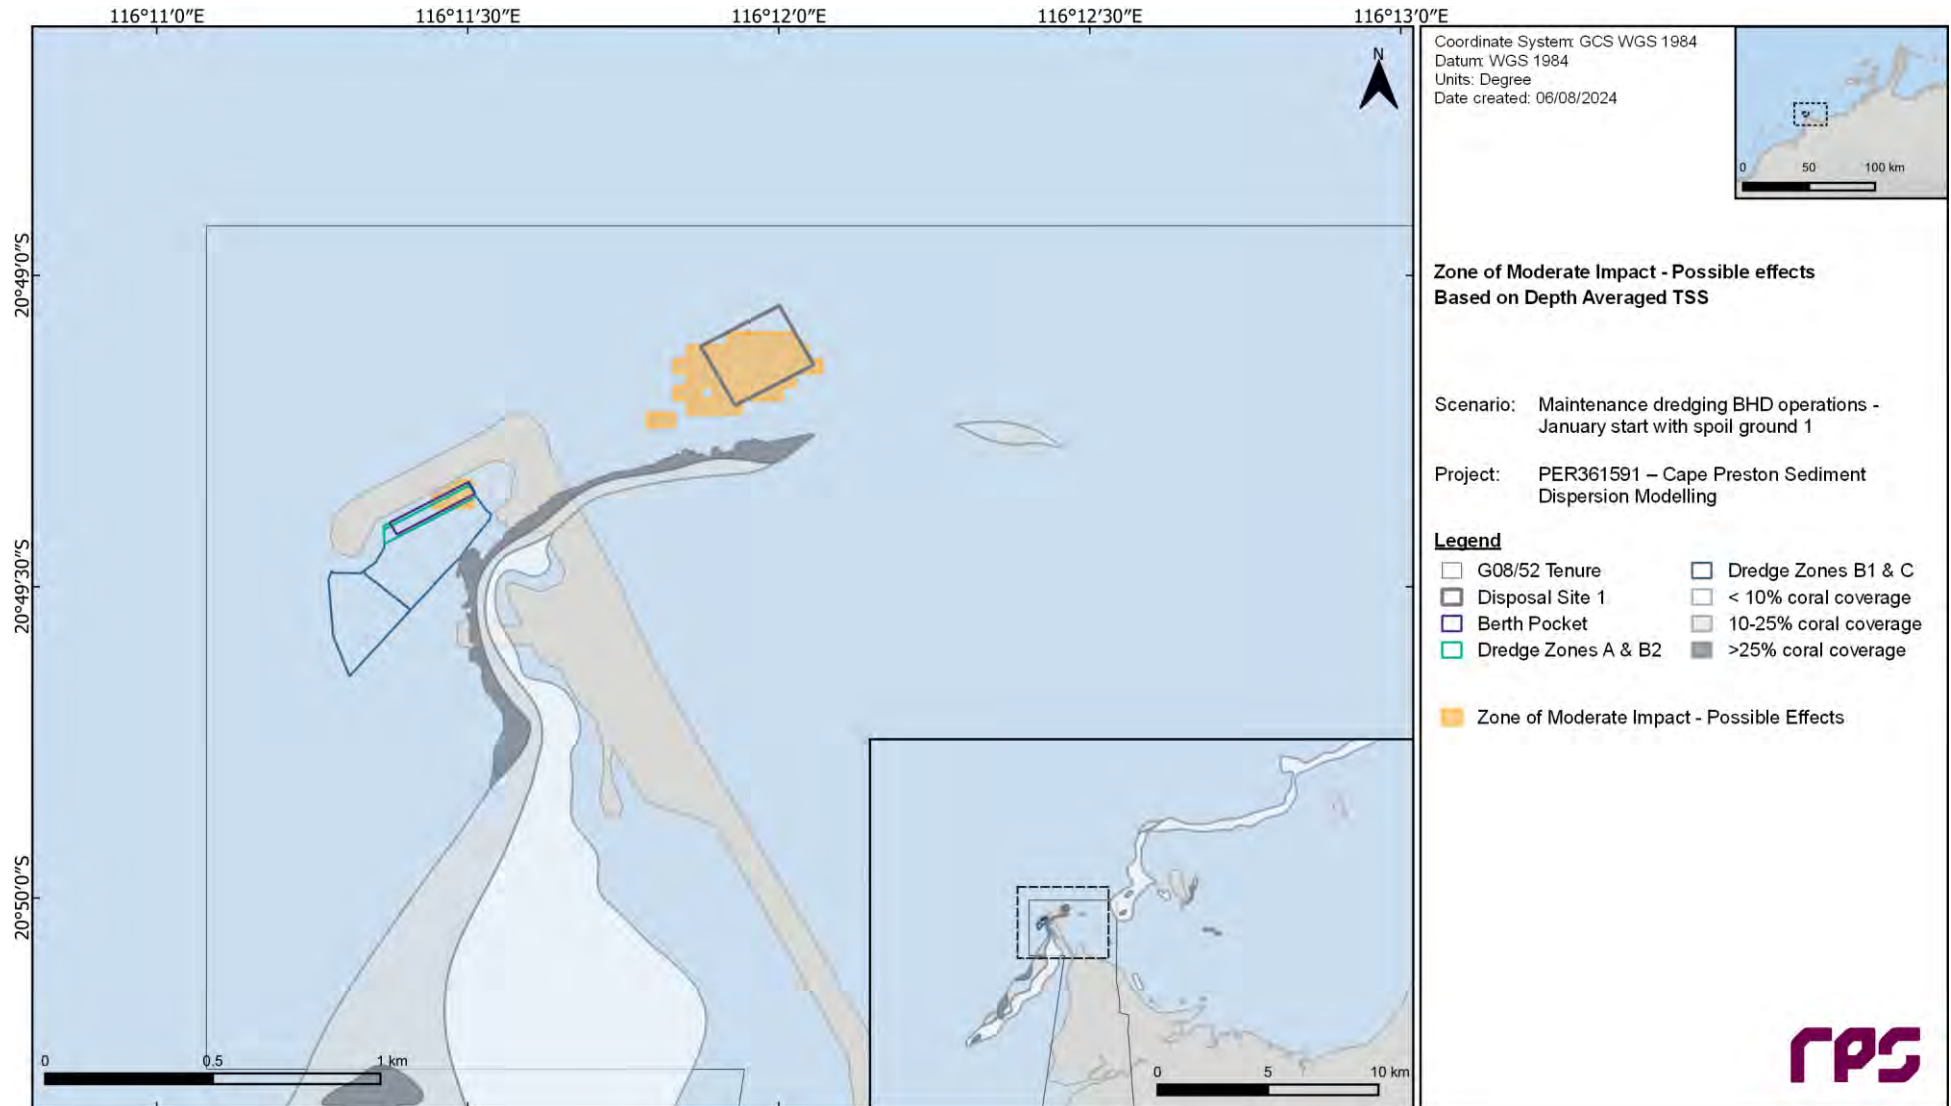 116°11'0"E
116°11'30"E
116°12'0"E
116°12'30"E
116°13'0"E
20°49'0"S
20°49'30"S
20°50'0"S
N
0 0.5 1 km
0 5 10 km
Coordinate System: GCS WGS 1984
Datum: WGS 1984
Units: Degree
Date created: 06/08/2024
0 50 100 km
Zone of Moderate Impact - Possible effects
Based on Depth Averaged TSS
Scenario: Maintenance dredging BHD operations -
January start with spoil ground 1
Project: PER361591 – Cape Preston Sediment
Dispersion Modelling
Legend
G08/52 Tenure
Disposal Site 1
Berth Pocket
Dredge Zones A & B2
Dredge Zones B1 & C
< 10% coral coverage
10-25% coral coverage
>25% coral coverage
Zone of Moderate Impact - Possible Effects
rps